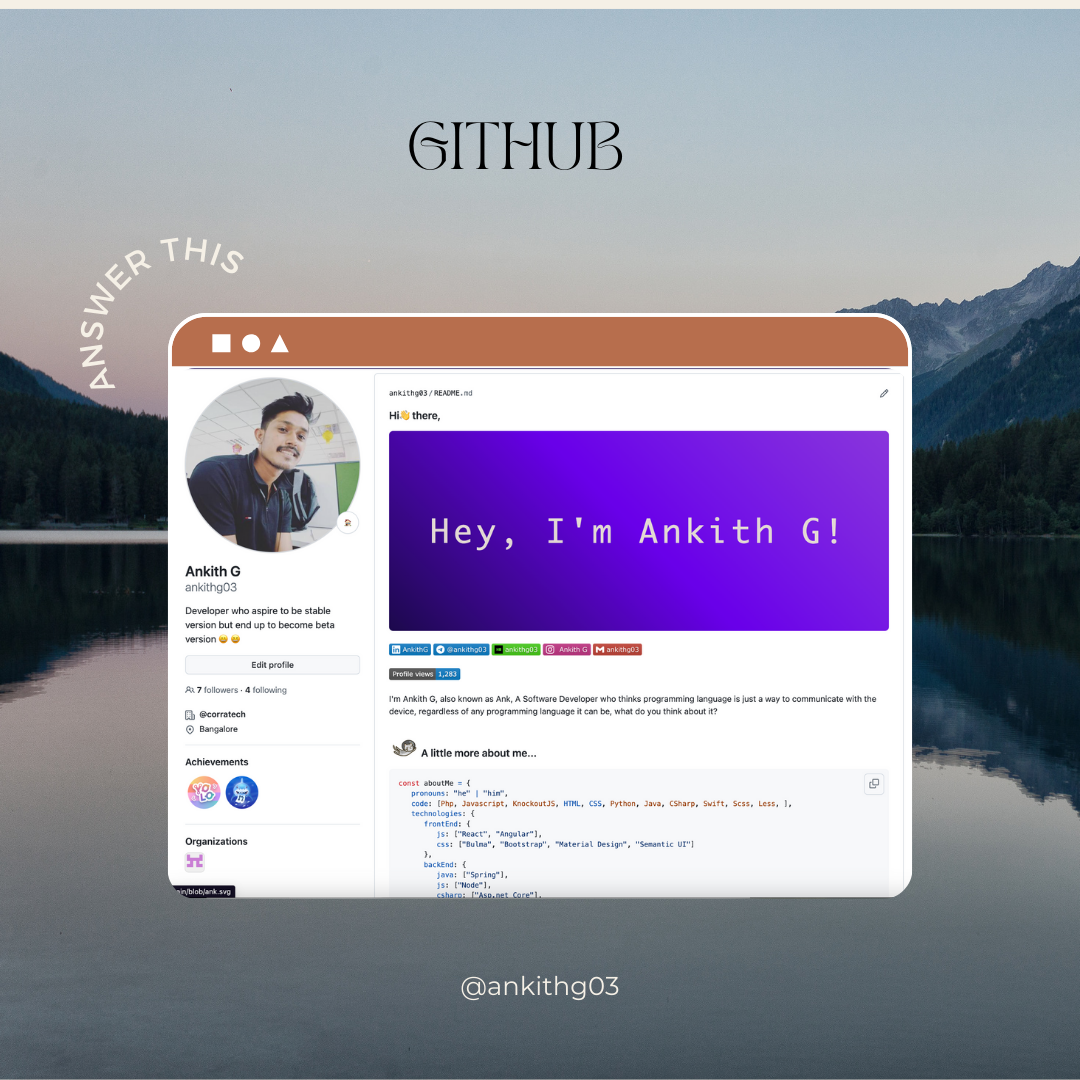 GITHUB
ANSWER THIS
ankithg03 / README.md
Hi👋 there,
Hey, I'm Ankith G!
Ankith G
ankithg03
Developer who aspire to be stable
version but end up to become beta
version 😄 😄
Edit profile
7 followers · 4 following
@corratech
Bangalore
Achievements
YOLO
Organizations
in/blob/ank.svg
AnkithG @ankithg03 ankithg03 Ankith G ankithg03
Profile views 1,283
I'm Ankith G, also known as Ank, A Software Developer who thinks programming language is just a way to communicate with the
device, regardless of any programming language it can be, what do you think about it?
A little more about me...
const aboutMe = {
pronouns: "he" | "him",
code: [Php, Javascript, KnockoutJS, HTML, CSS, Python, Java, CSharp, Swift, Scss, Less, ],
technologies: {
frontEnd: {
js: ["React", "Angular"],
css: ["Bulma", "Bootstrap", "Material Design", "Semantic UI"]
},
backEnd: {
java: ["Spring"],
js: ["Node"],
csharp: ["Asp.net Core"],
@ankithg03